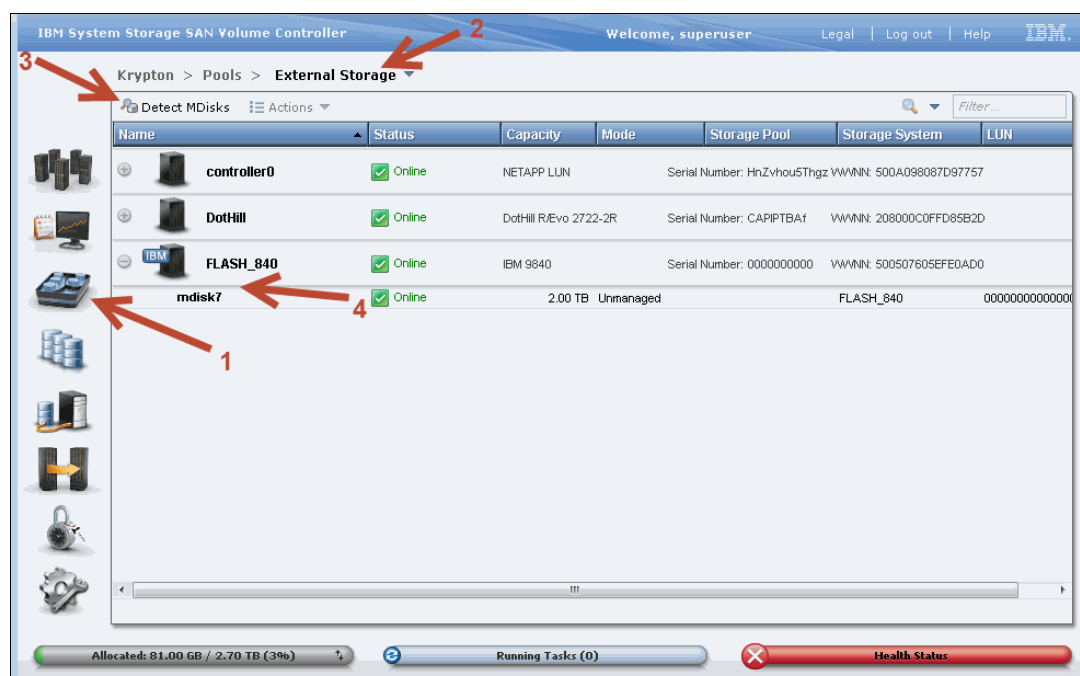 IBM System Storage SAN Volume Controller Welcome, superuser Legal | Log out | Help IBM.
2
3
Krypton > Pools > External Storage
Detect MDisks Actions Filter...
Name Status Capacity Mode Storage Pool Storage System LUN
controller0 Online NETAPP LUN Serial Number: HnZvhou5Thgz WWNN: 500A098087D97757
DotHill Online DotHill R/Evo 2722-2R Serial Number: CAPIPTBAf WWNN: 208000C0FFD85B2D
IBM FLASH_840 Online IBM 9840 Serial Number: 0000000000 WWNN: 500507605EFE0AD0
mdisk7 Online 2.00 TB Unmanaged FLASH_840
4
1
Allocated: 81.00 GB / 2.70 TB (3%) Running Tasks (0) Health Status